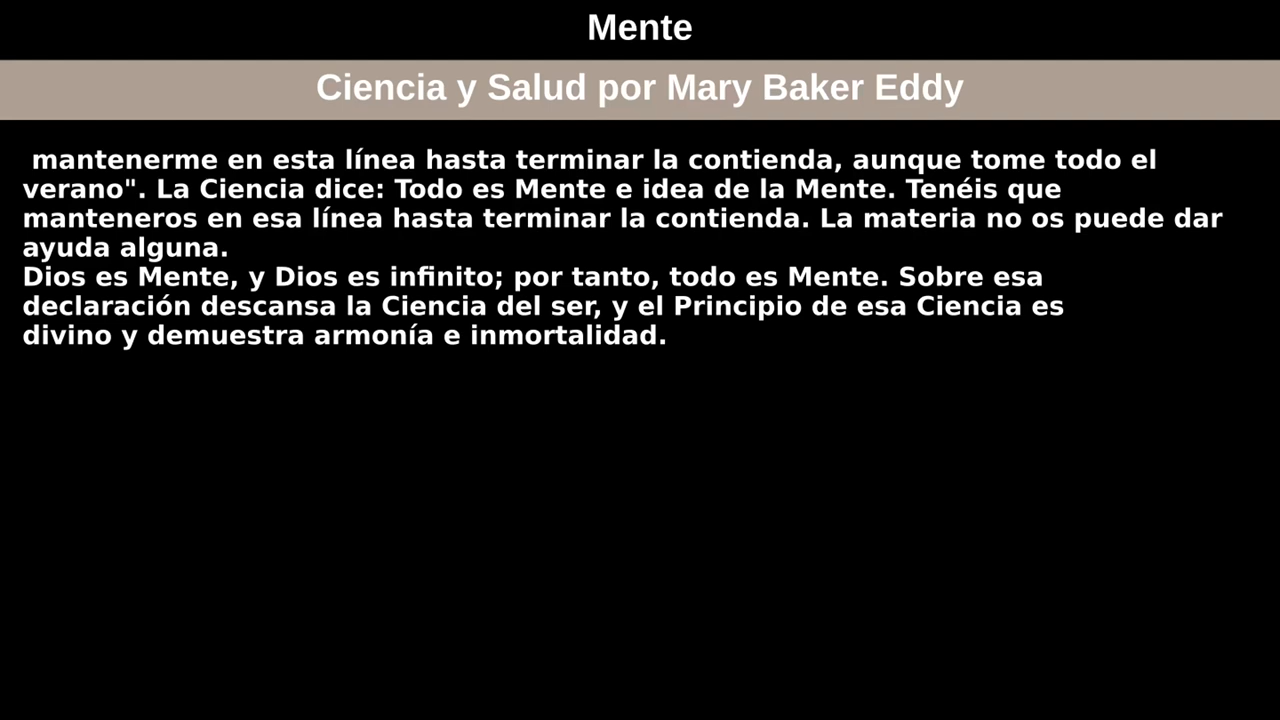 Mente
Ciencia y Salud por Mary Baker Eddy
mantenerme en esta línea hasta terminar la contienda, aunque tome todo el
verano". La Ciencia dice: Todo es Mente e idea de la Mente. Tenéis que
manteneros en esa línea hasta terminar la contienda. La materia no os puede dar
ayuda alguna.
Dios es Mente, y Dios es infinito; por tanto, todo es Mente. Sobre esa
declaración descansa la Ciencia del ser, y el Principio de esa Ciencia es
divino y demuestra armonía e inmortalidad.